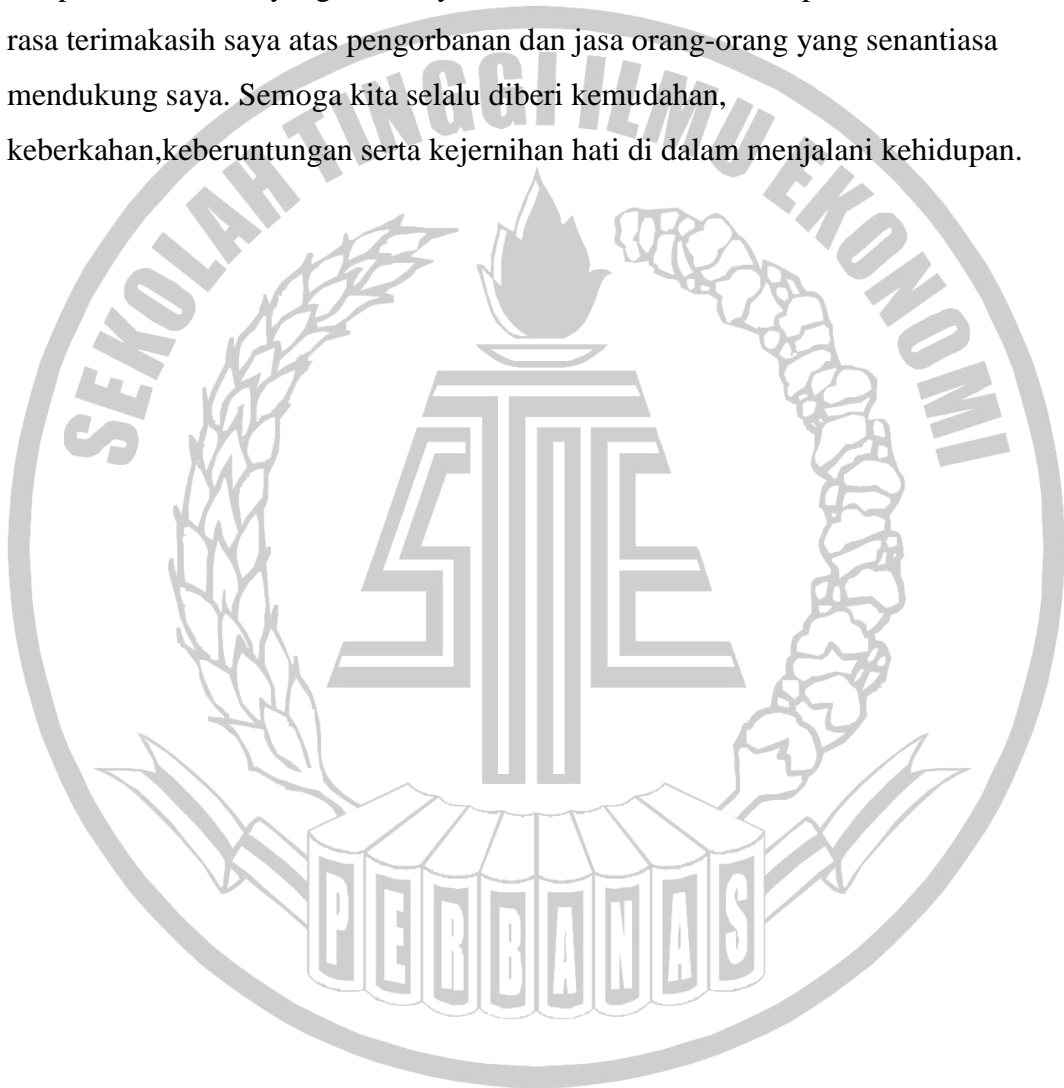 rasa terimakasih saya atas pengorbanan dan jasa orang-orang yang senantiasa
mendukung saya. Semoga kita selalu diberi kemudahan,
keberkahan,keberuntungan serta kejernihan hati di dalam menjalani kehidupan.
SEKOLAH TINGGI ILMU EKONOMI
STIE
PERBANAS